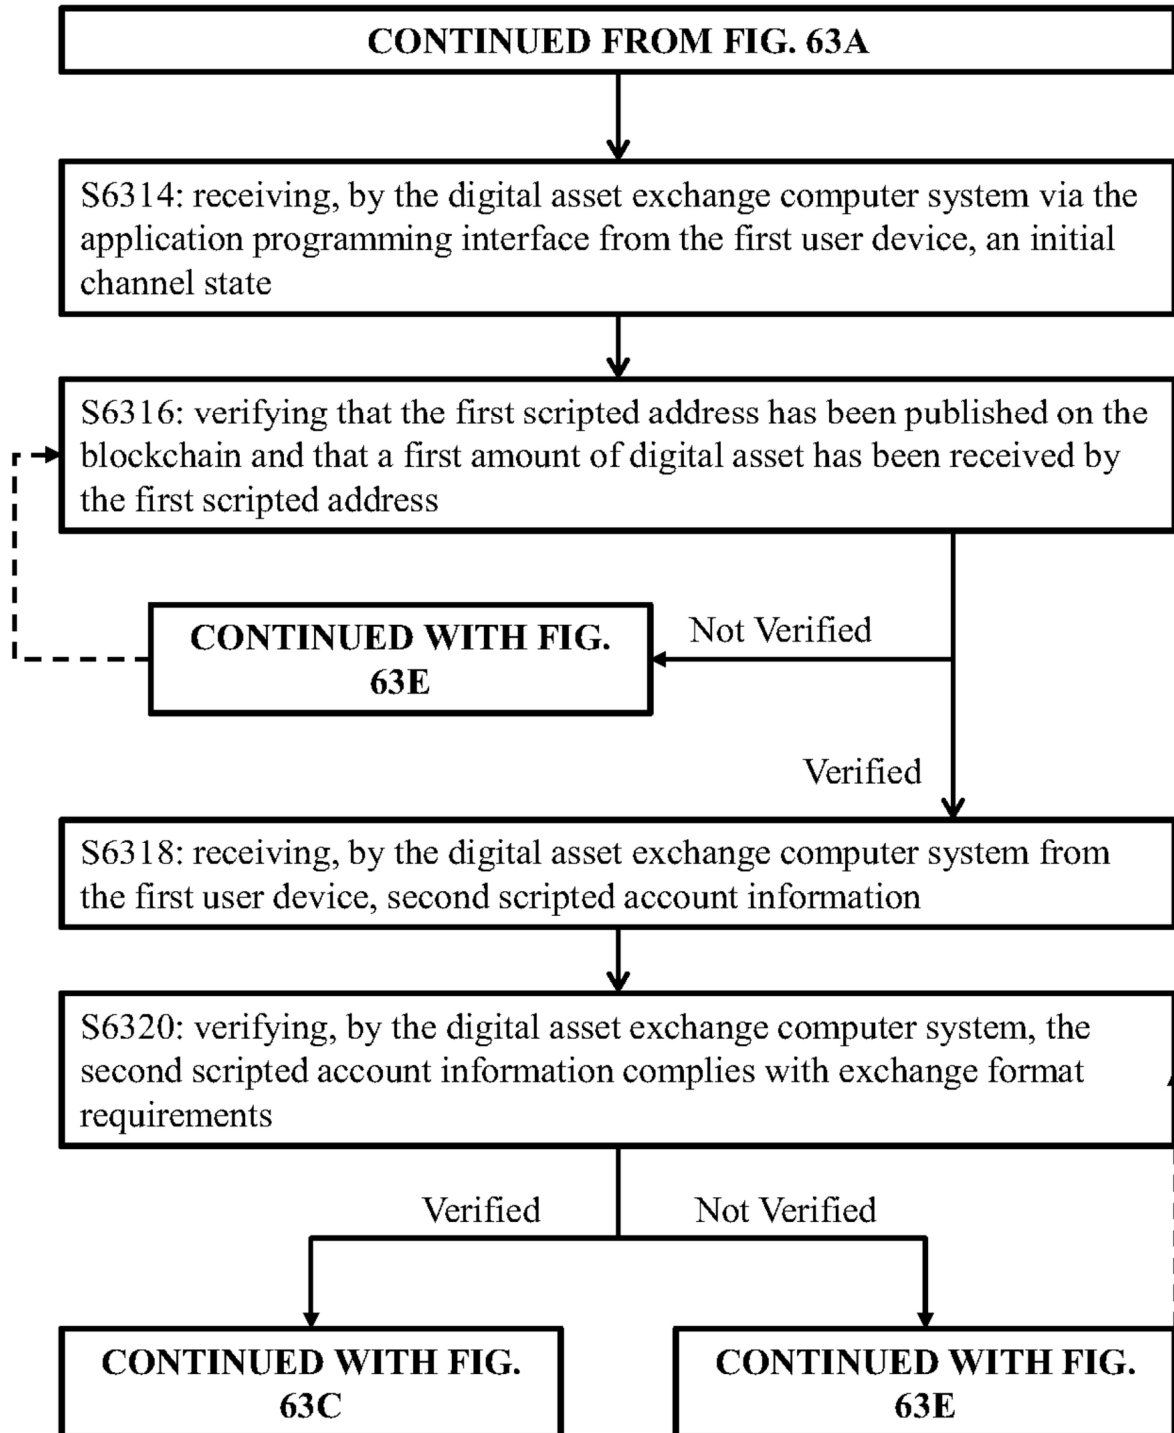 CONTINUED FROM FIG. 63A
S6314: receiving, by the digital asset exchange computer system via the
application programming interface from the first user device, an initial
channel state
S6316: verifying that the first scripted address has been published on the
blockchain and that a first amount of digital asset has been received by
the first scripted address
CONTINUED WITH FIG.
63E
Not Verified
Verified
S6318: receiving, by the digital asset exchange computer system from
the first user device, second scripted account information
S6320: verifying, by the digital asset exchange computer system, the
second scripted account information complies with exchange format
requirements
Verified
Not Verified
CONTINUED WITH FIG.
63C
CONTINUED WITH FIG.
63E